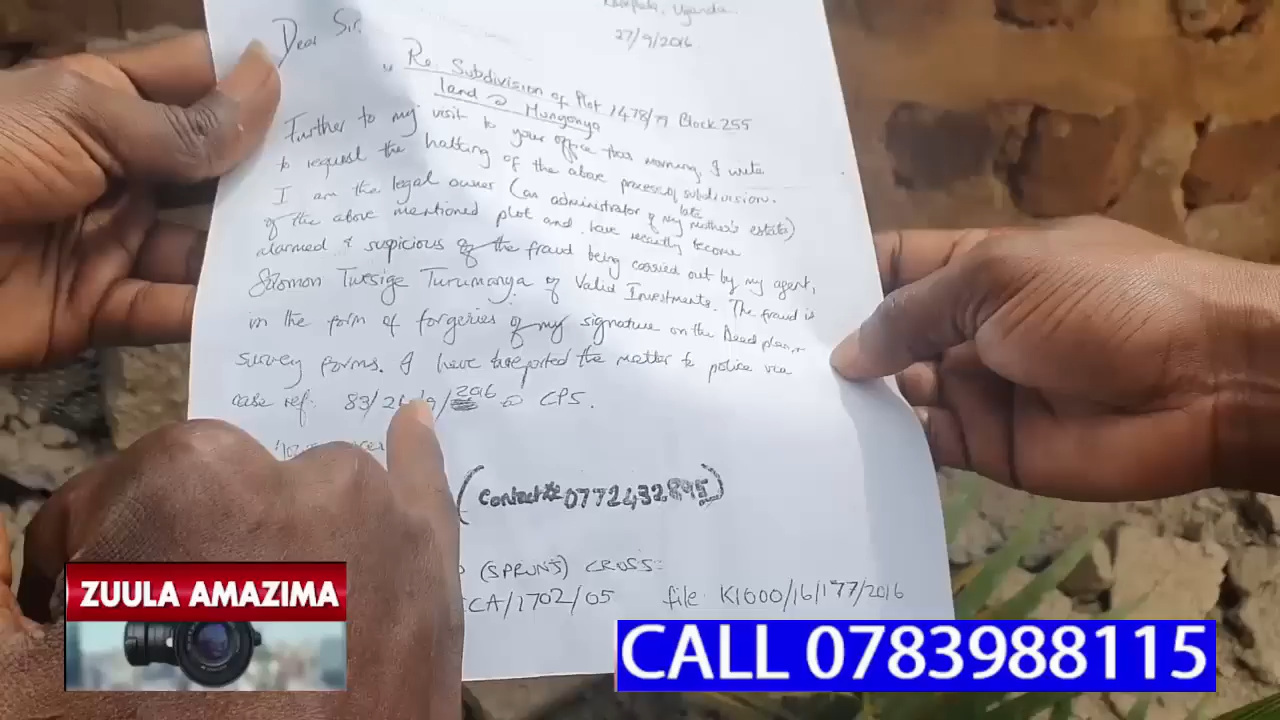 Kampala, Uganda
27/9/2016
Dear Sir,
Re: Subdivision of Plot 1478/79 Block 255
land @ Mungonya
Further to my visit to your office this morning I write
to request the halting of the above process of subdivision.
I am the legal owner (an administrator of my late mother's estate)
of the above mentioned plot and have recently become
alarmed & suspicious of the fraud being carried out by my agent,
Solomon Turumanya of Valid Investments. The fraud is
in the form of forgeries of my signature on the Deed plan,
survey forms. I have reported the matter to police via
case ref: 83/2 /9/2016 @ CPS.
(Contact# 0772432895)
(SPRUNS) CROSS:
CA/1702/05 file: K1000/16/177/2016
ZUULA AMAZIMA
CALL 0783988115